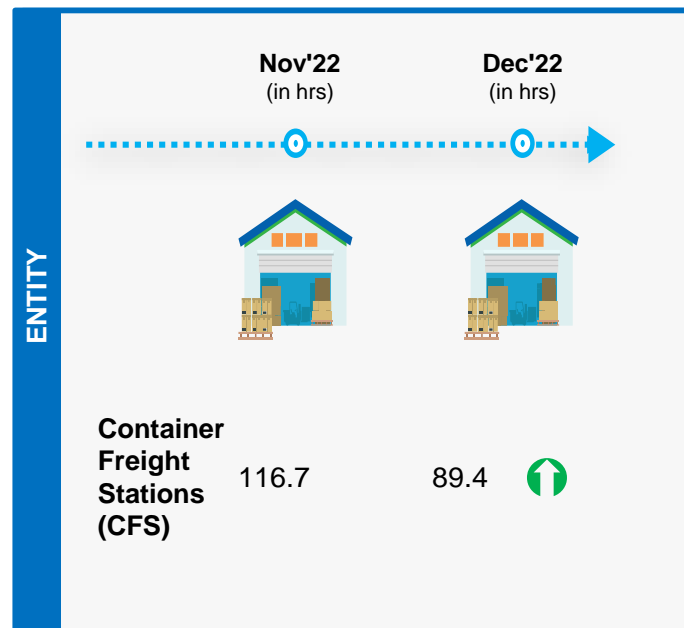 Nov'22
(in hrs)
Dec'22
(in hrs)
ENTITY
Container
Freight
Stations
(CFS)
116.7
89.4